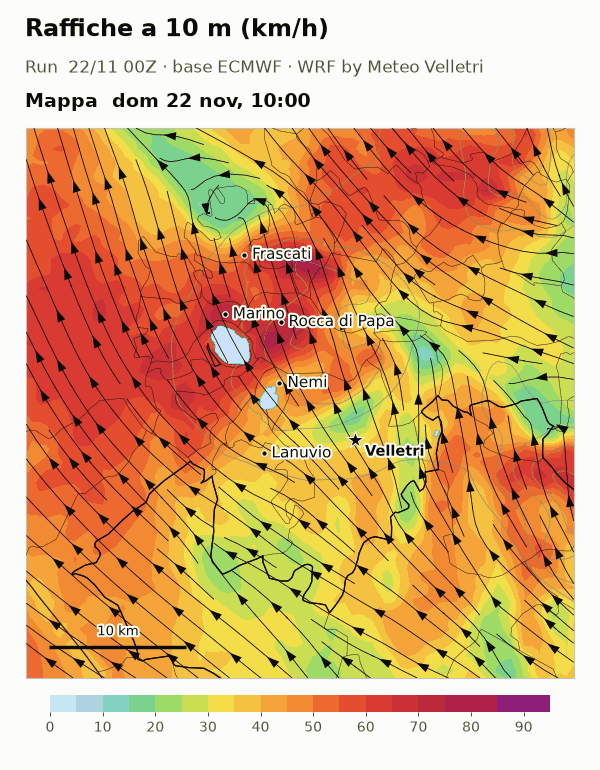 Raffiche a 10 m (km/h)
Run 22/11 00Z · base ECMWF · WRF by Meteo Velletri
Mappa dom 22 nov, 10:00
Frascati
Marino
Rocca di Papa
Nemi
Velletri
Lanuvio
10 km
0 10 20 30 40 50 60 70 80 90